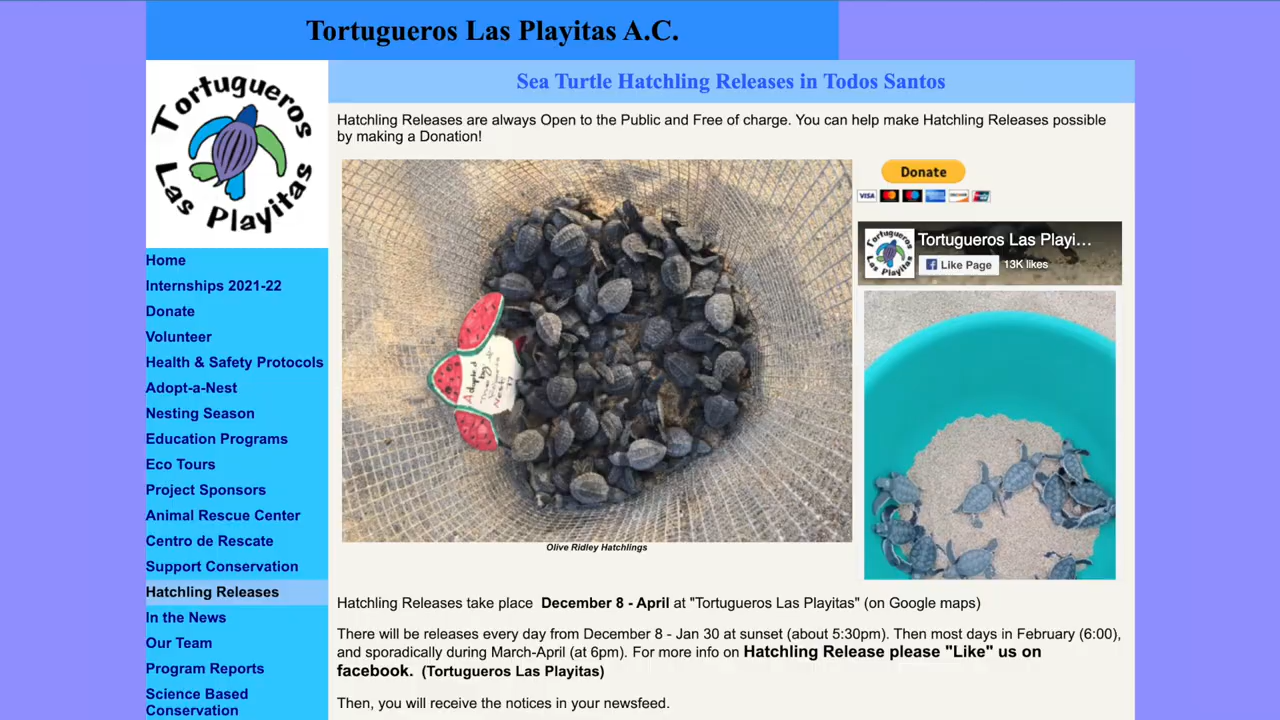 Tortugueros Las Playitas A.C.
Tortugueros
Las Playitas
Sea Turtle Hatchling Releases in Todos Santos
Hatchling Releases are always Open to the Public and Free of charge. You can help make Hatchling Releases possible
by making a Donation!
Donate
VISA
DISCOVER
Tortugueros
Las Playitas
Tortugueros Las Playi...
Like Page
13K likes
Adopted
by
Nest
Olive Ridley Hatchlings
Home
Internships 2021-22
Donate
Volunteer
Health & Safety Protocols
Adopt-a-Nest
Nesting Season
Education Programs
Eco Tours
Project Sponsors
Animal Rescue Center
Centro de Rescate
Support Conservation
Hatchling Releases
In the News
Our Team
Program Reports
Science Based
Conservation
Hatchling Releases take place December 8 - April at "Tortugueros Las Playitas" (on Google maps)
There will be releases every day from December 8 - Jan 30 at sunset (about 5:30pm). Then most days in February (6:00),
and sporadically during March-April (at 6pm). For more info on Hatchling Release please "Like" us on
facebook. (Tortugueros Las Playitas)
Then, you will receive the notices in your newsfeed.